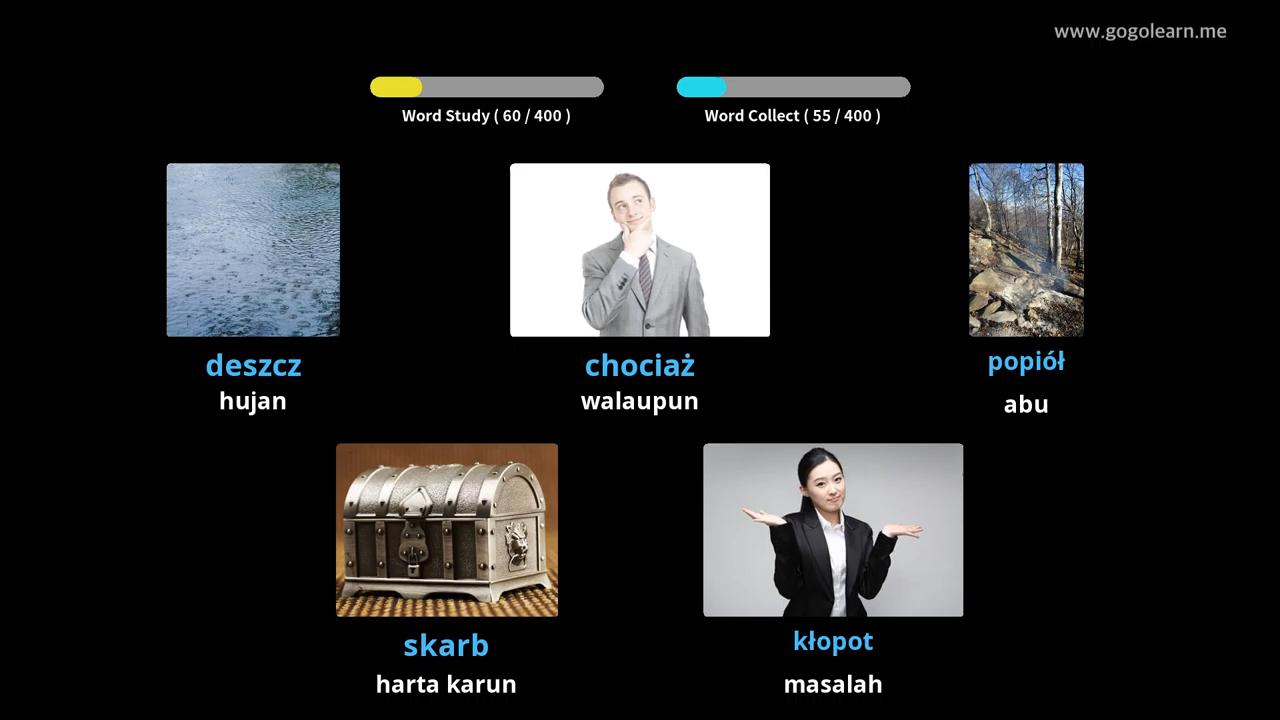 www.gogolearn.me
Word Study ( 60 / 400 )
Word Collect ( 55 / 400 )
deszcz
hujan
chociaż
walaupun
popiół
abu
skarb
harta karun
kłopot
masalah